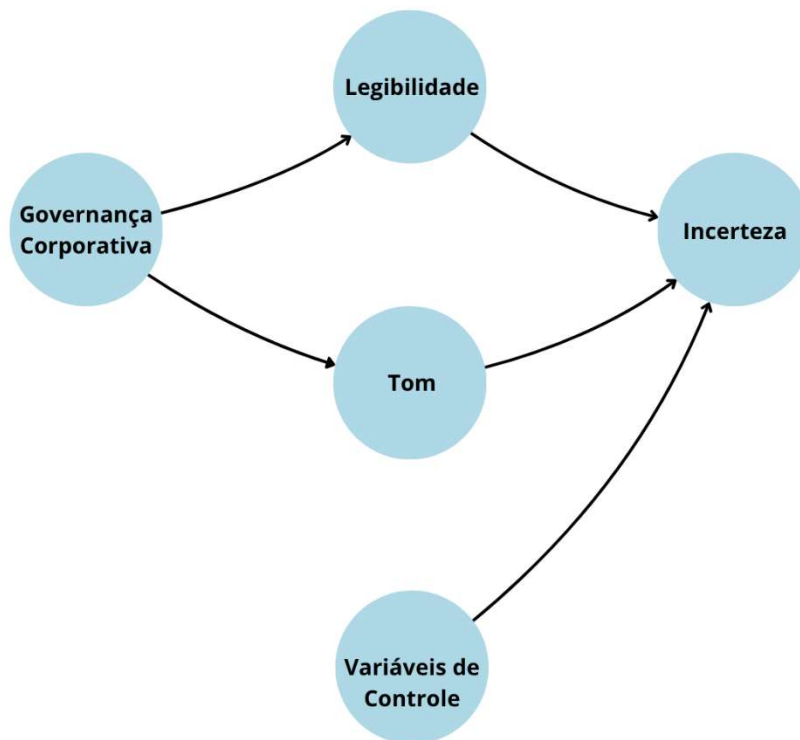 Legibilidade
Governança
Corporativa
Incerteza
Tom
Variáveis de
Controle